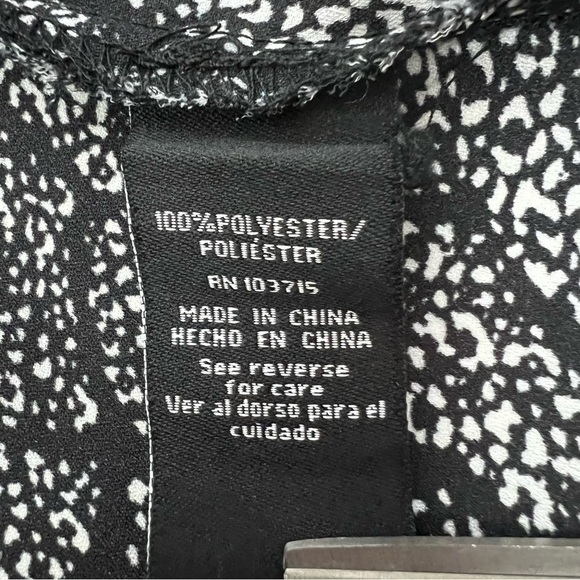 100%POLYESTER/
POLIÉSTER
RN 103715
MADE IN CHINA
HECHO EN CHINA
See reverse
for care
Ver al dorso para el
cuidado